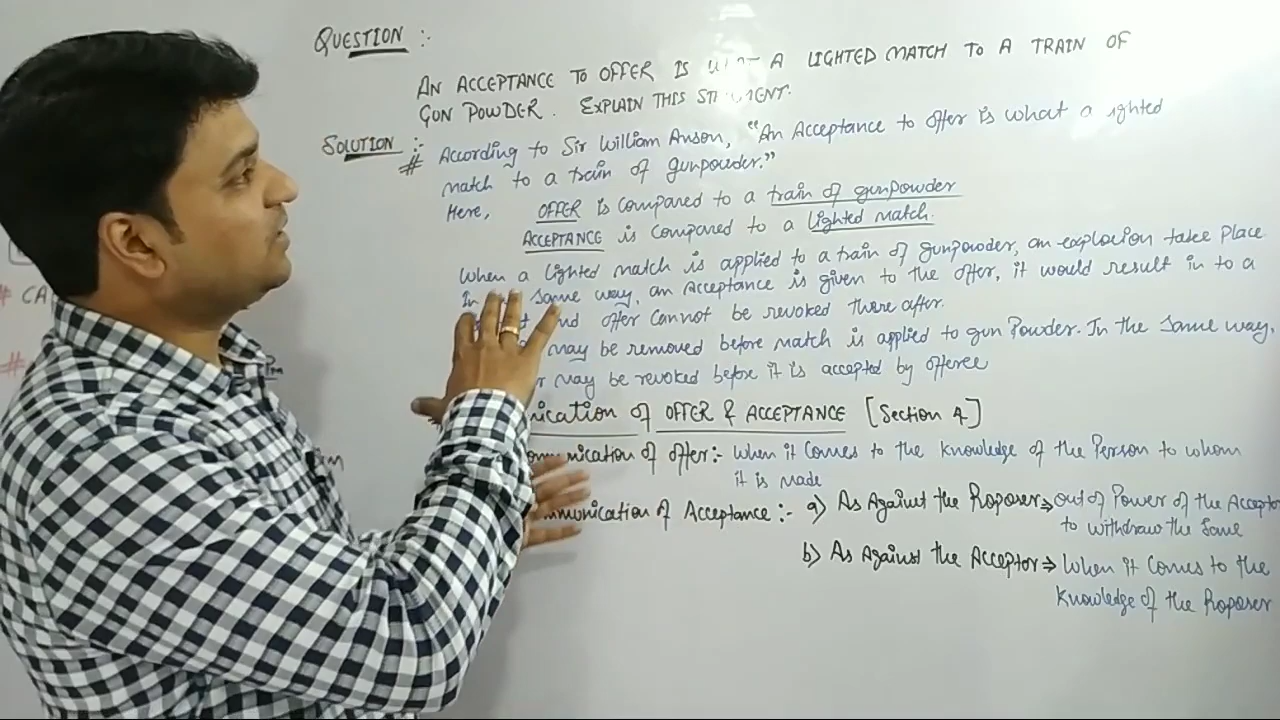 QUESTION :-
AN ACCEPTANCE TO OFFER IS A LIGHTED MATCH TO A TRAIN OF
GUN POWDER. EXPLAIN THIS
SOLUTION :-
# According to Sir William Anson, "An Acceptance to offer is what a lighted
match to a train of gunpowder."
Here, OFFER is compared to a train of gunpowder
ACCEPTANCE is compared to a lighted match.
When a lighted match is applied to a train of gunpowder, an explosion take place.
In same way, an Acceptance is given to the offer, it would result in to a
offer cannot be revoked there after.
may be removed before match is applied to gun powder. In the same way,
may be revoked before it is accepted by offeree
of OFFER & ACCEPTANCE [Section 4]
of offer:- When it comes to the knowledge of the Person to whom
it is made
of Acceptance :- a) As Against the Proposer ⇒ out of Power of the Acceptor
to withdraw the same
b) As Against the Acceptor ⇒ When it comes to the
knowledge of the Proposer
# CA
#